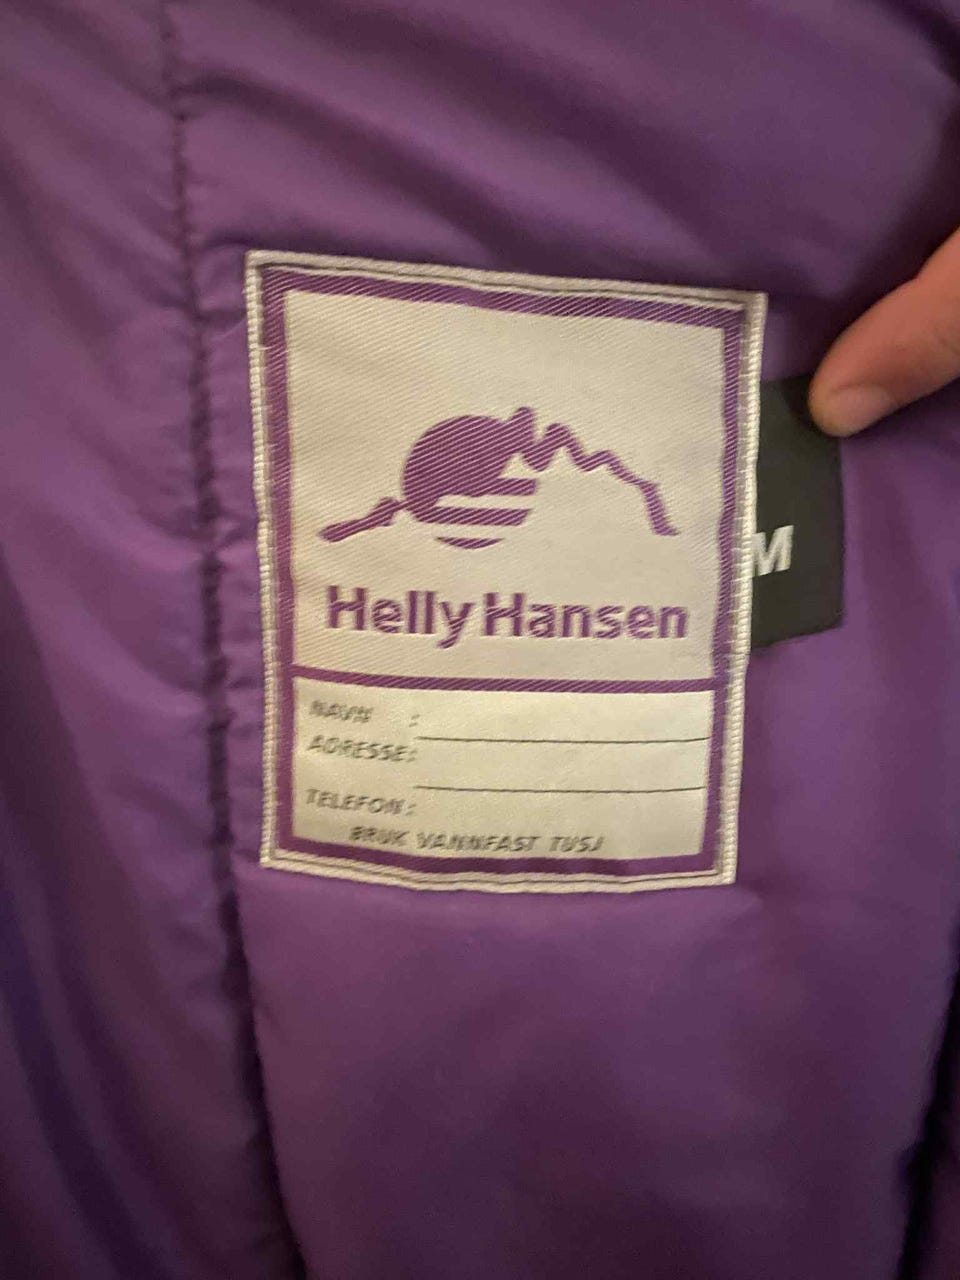 Helly Hansen
M
NAVN :
ADRESSE:
TELEFON:
BRUK VANNFAST TUSJ